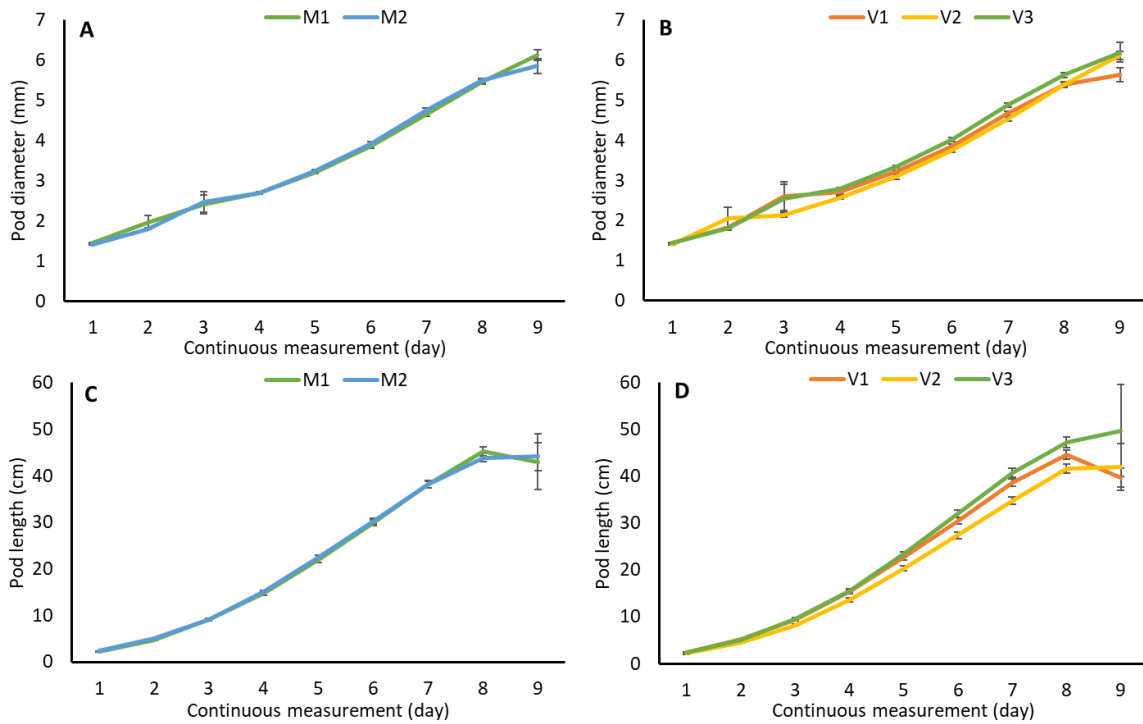 A
M1 M2
Pod diameter (mm)
7
6
5
4
3
2
1
0
1 2 3 4 5 6 7 8 9
Continuous measurement (day)
B
V1 V2 V3
Pod diameter (mm)
7
6
5
4
3
2
1
0
1 2 3 4 5 6 7 8 9
Continuous measurement (day)
C
M1 M2
Pod length (cm)
60
50
40
30
20
10
0
1 2 3 4 5 6 7 8 9
Continuous measurement (day)
D
V1 V2 V3
Pod length (cm)
60
50
40
30
20
10
0
1 2 3 4 5 6 7 8 9
Continuous measurement (day)